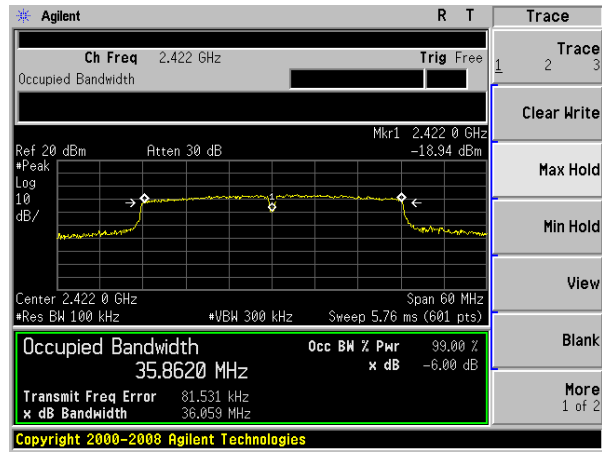 Agilent R T Trace
Ch Freq 2.422 GHz Trig Free
Occupied Bandwidth
Trace
1 2 3
Clear Write
Max Hold
Min Hold
View
Blank
More
1 of 2
Mkr1 2.422 0 GHz
Ref 20 dBm Atten 30 dB -18.94 dBm
#Peak
Log
10
dB/
1
Center 2.422 0 GHz Span 60 MHz
#Res BW 100 kHz #VBW 300 kHz Sweep 5.76 ms (601 pts)
Occupied Bandwidth Occ BW % Pwr 99.00 %
35.8620 MHz x dB -6.00 dB
Transmit Freq Error 81.531 kHz
x dB Bandwidth 36.059 MHz
Copyright 2000-2008 Agilent Technologies